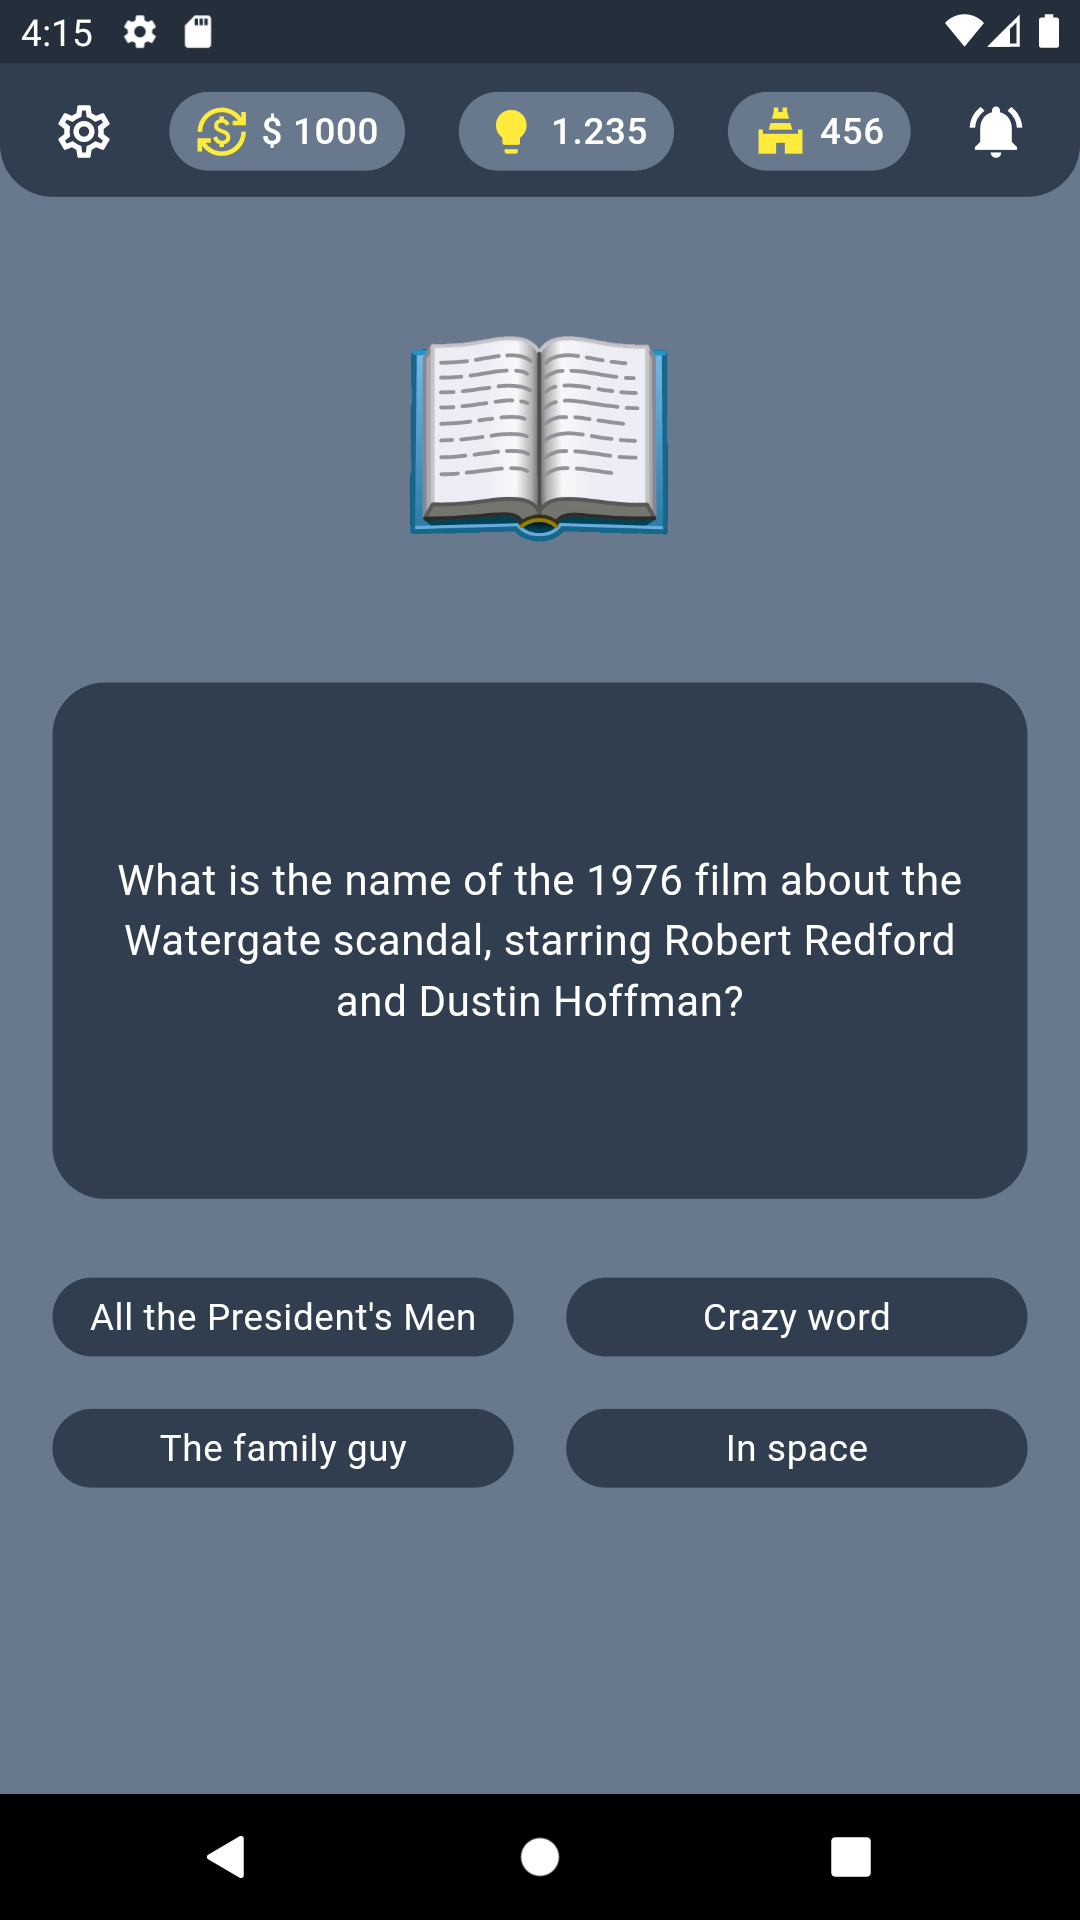 4:15
$ 1000
1.235
456
What is the name of the 1976 film about the
Watergate scandal, starring Robert Redford
and Dustin Hoffman?
All the President's Men
Crazy word
The family guy
In space